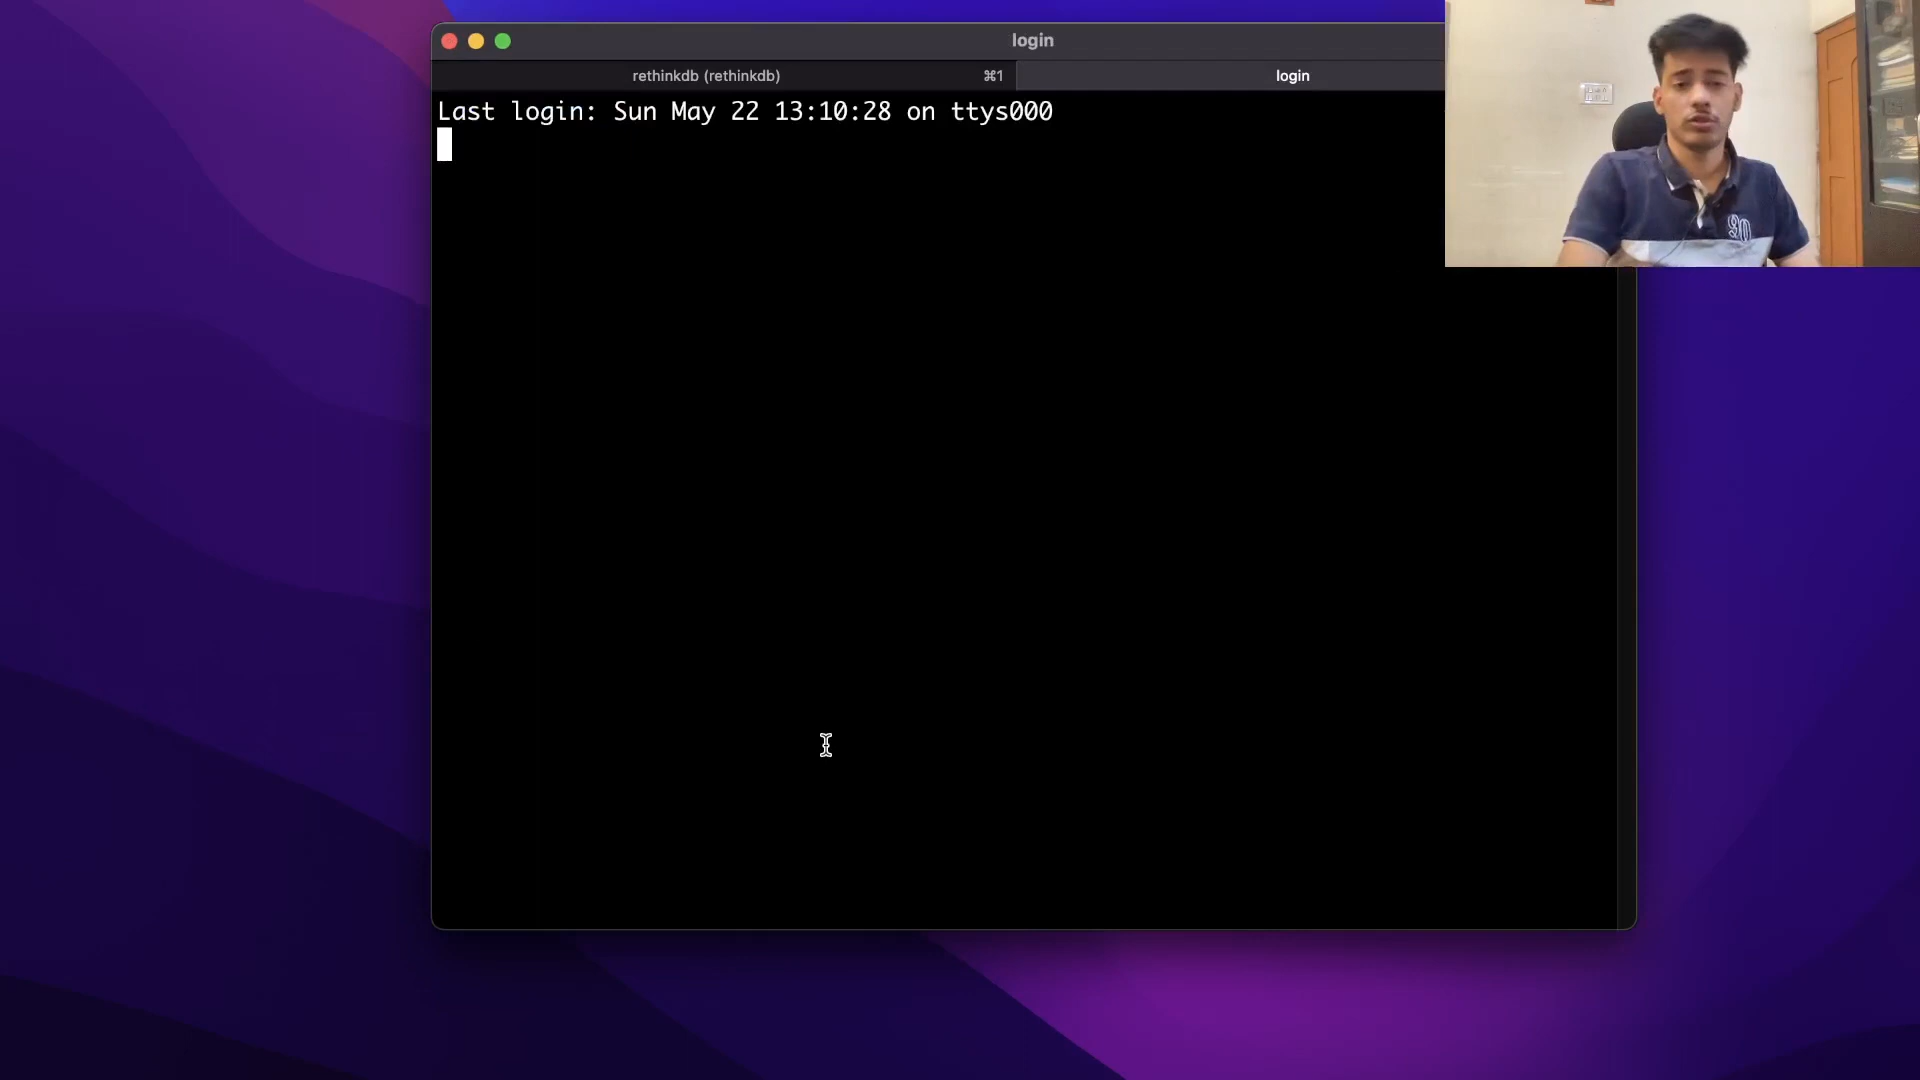 login
rethinkdb (rethinkdb) ⌘1 login
Last login: Sun May 22 13:10:28 on ttys000